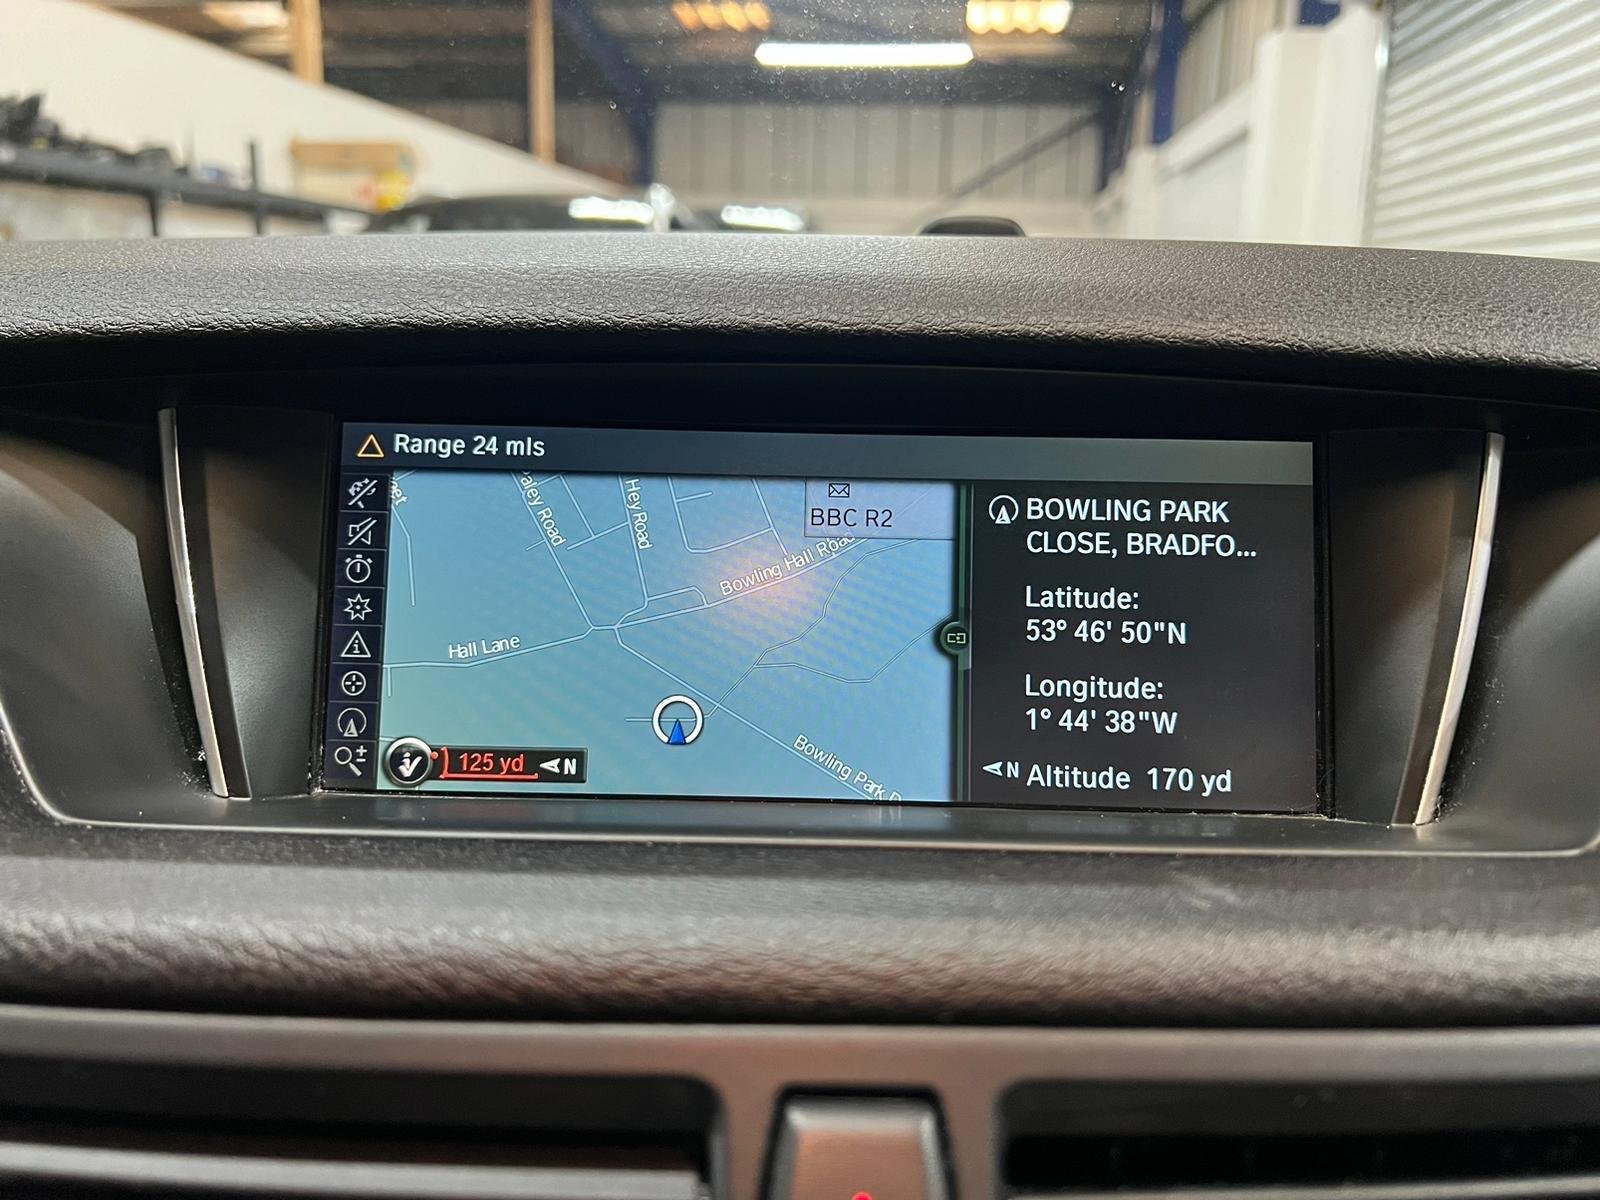 Range 24 mls
aley Road
Hey Road
BBC R2
Bowling Hall Road
Hall Lane
Bowling Park D
125 yd
N
BOWLING PARK
CLOSE, BRADFO...
Latitude:
53° 46' 50"N
Longitude:
1° 44' 38"W
N Altitude 170 yd